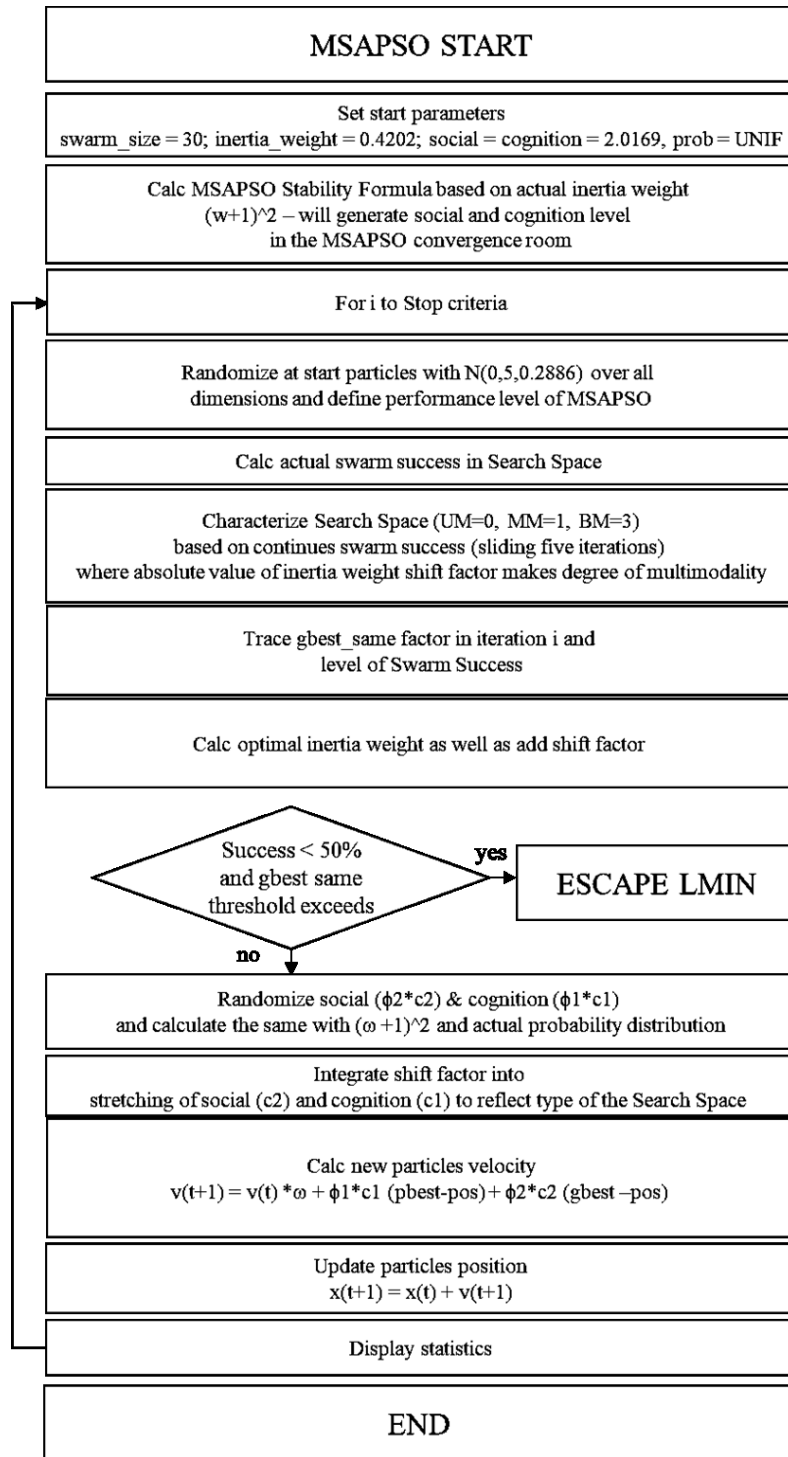 MSAPSO START
Set start parameters
swarm_size = 30; inertia_weight = 0.4202; social = cognition = 2.0169, prob = UNIF
Calc MSAPSO Stability Formula based on actual inertia weight
(w+1)^2 – will generate social and cognition level
in the MSAPSO convergence room
For i to Stop criteria
Randomize at start particles with N(0,5,0.2886) over all
dimensions and define performance level of MSAPSO
Calc actual swarm success in Search Space
Characterize Search Space (UM=0, MM=1, BM=3)
based on continues swarm success (sliding five iterations)
where absolute value of inertia weight shift factor makes degree of multimodality
Trace gbest_same factor in iteration i and
level of Swarm Success
Calc optimal inertia weight as well as add shift factor
Success < 50%
and gbest same
threshold exceeds
yes
ESCAPE LMIN
no
Randomize social (ϕ2*c2) & cognition (ϕ1*c1)
and calculate the same with (ω +1)^2 and actual probability distribution
Integrate shift factor into
stretching of social (c2) and cognition (c1) to reflect type of the Search Space
Calc new particles velocity
v(t+1) = v(t) *ω + ϕ1*c1 (pbest-pos) + ϕ2*c2 (gbest –pos)
Update particles position
x(t+1) = x(t) + v(t+1)
Display statistics
END